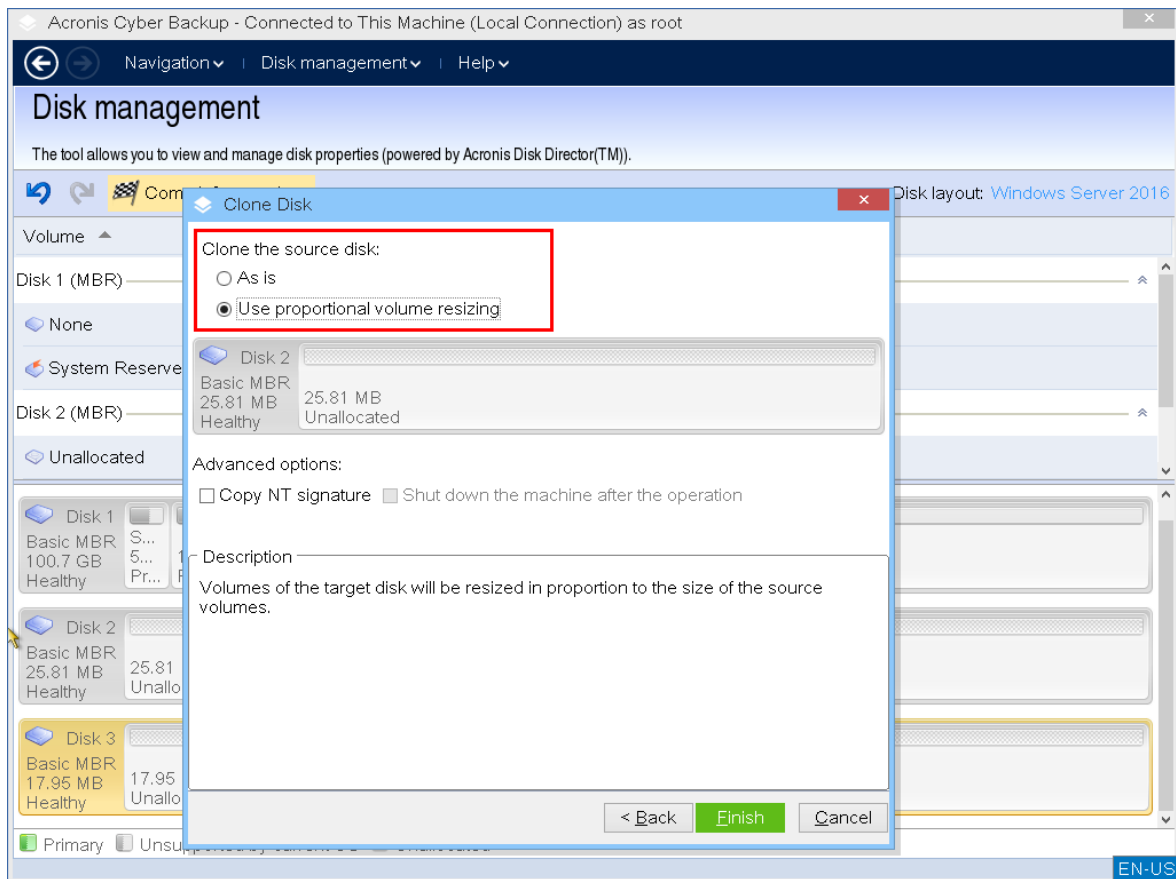 Acronis Cyber Backup - Connected to This Machine (Local Connection) as root
Navigation Disk management Help
Disk management
The tool allows you to view and manage disk properties (powered by Acronis Disk Director(TM)).
Disk layout: Windows Server 2016
Volume
Disk 1 (MBR)
None
System Reserve
Disk 2 (MBR)
Unallocated
Disk 1
Basic MBR
100.7 GB
Healthy
S...
5...
Pr...
Disk 2
Basic MBR
25.81 MB
Healthy
25.81
Unallo
Disk 3
Basic MBR
17.95 MB
Healthy
17.95
Unallo
Primary
Clone Disk
Clone the source disk:
As is
Use proportional volume resizing
Disk 2
Basic MBR
25.81 MB
Healthy
25.81 MB
Unallocated
Advanced options:
Copy NT signature Shut down the machine after the operation
Description
Volumes of the target disk will be resized in proportion to the size of the source
volumes.
< Back Finish Cancel
EN-US